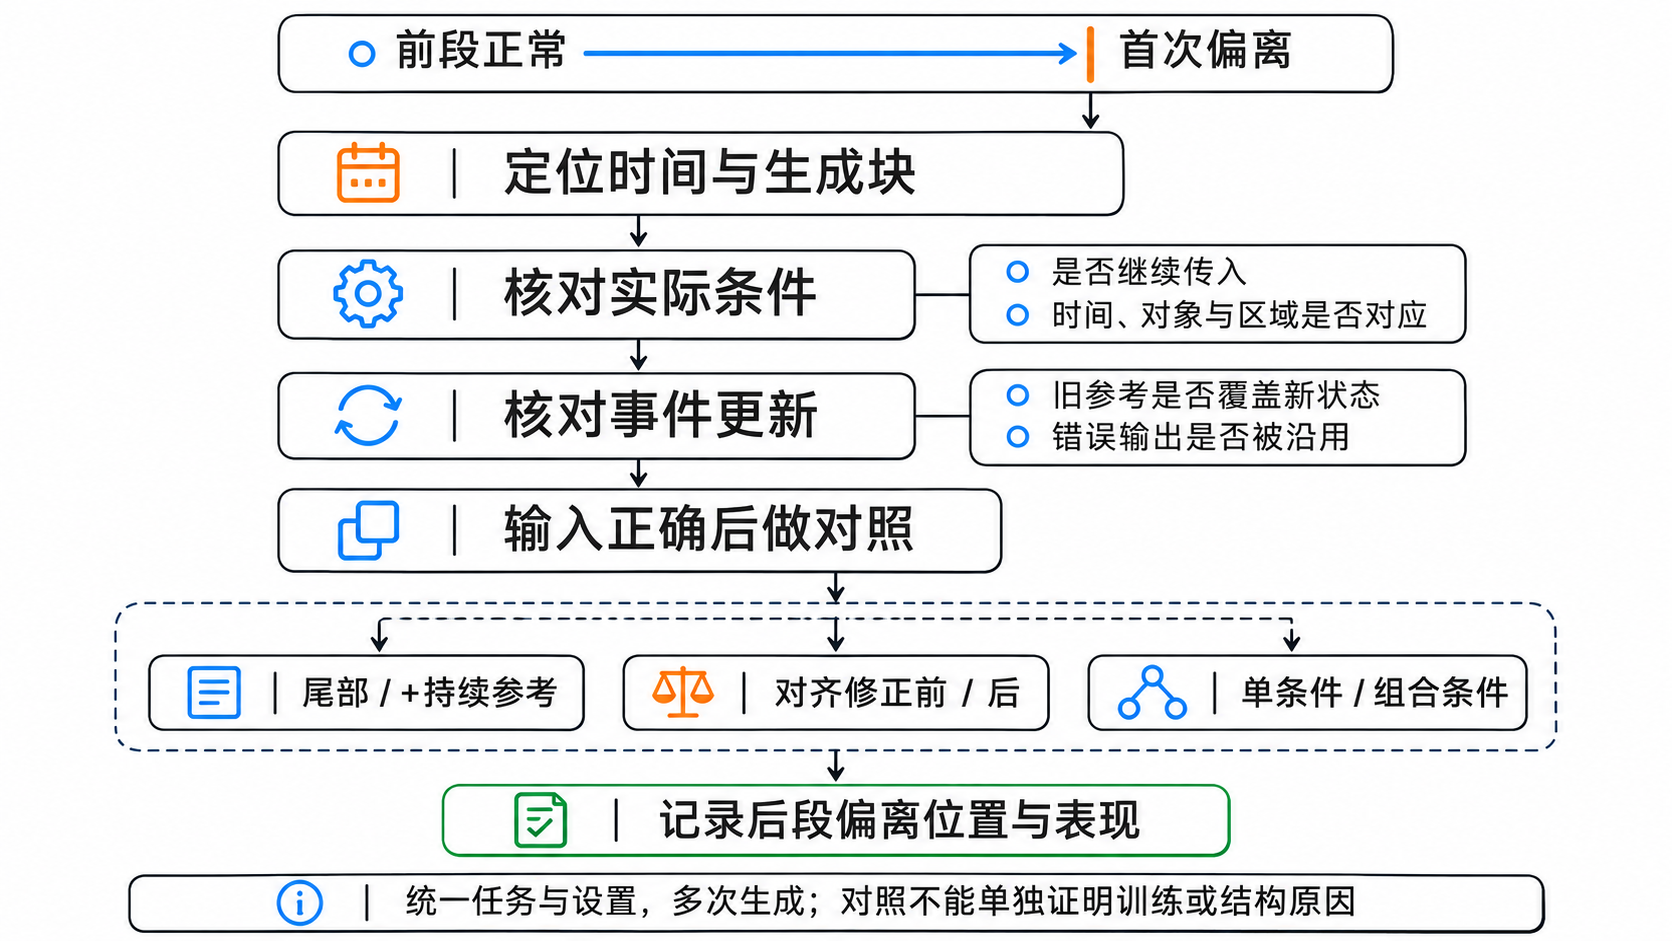 前段正常
首次偏离
定位时间与生成块
核对实际条件
是否继续传入
时间、对象与区域是否对应
核对事件更新
旧参考是否覆盖新状态
错误输出是否被沿用
输入正确后做对照
尾部 / +持续参考
对齐修正前 / 后
单条件 / 组合条件
记录后段偏离位置与表现
统一任务与设置，多次生成；对照不能单独证明训练或结构原因